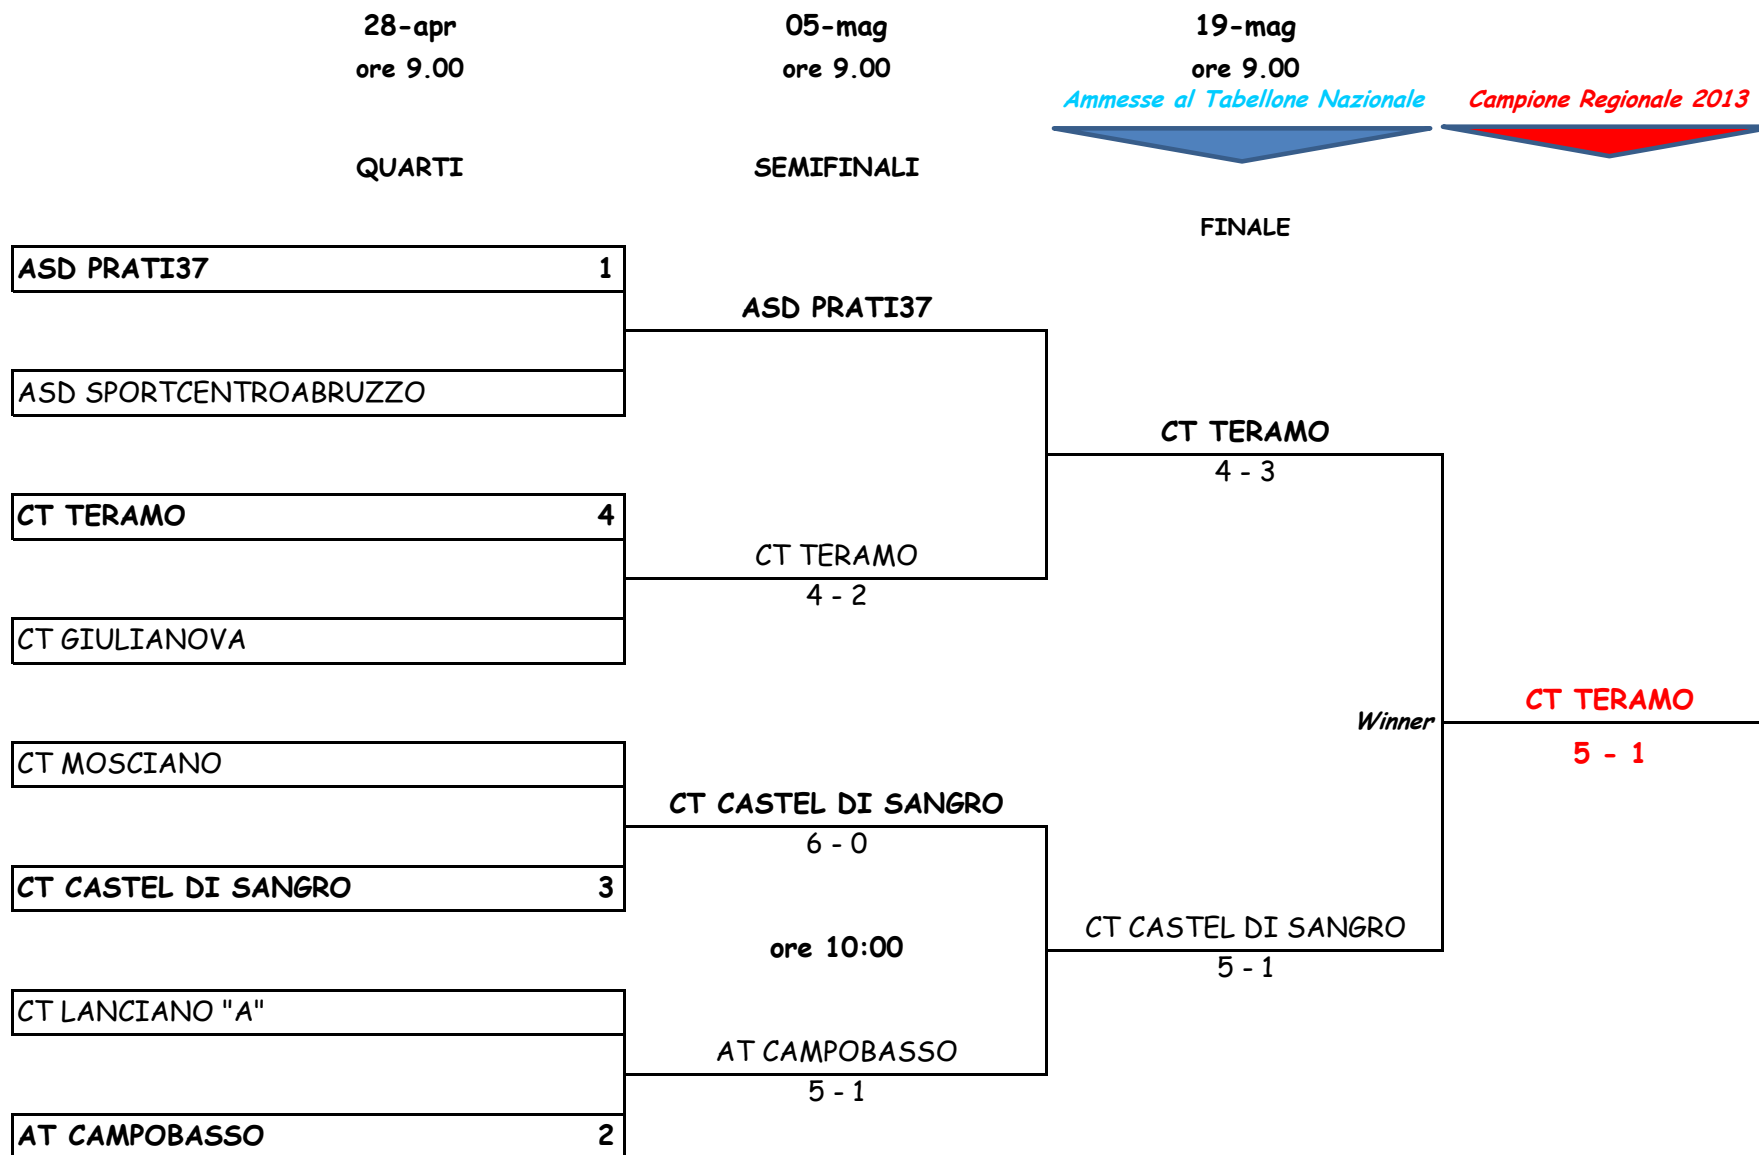 28-apr 05-mag 19-mag
ore 9.00 ore 9.00 ore 9.00
Ammesse al Tabellone Nazionale Campione Regionale 2013
QUARTI SEMIFINALI
FINALE
ASD PRATI37 1
ASD PRATI37
ASD SPORTCENTROABRUZZO
CT TERAMO
4 - 3
CT TERAMO 4
CT TERAMO
4 - 2
CT GIULIANOVA
CT TERAMO
Winner
5 - 1
CT MOSCIANO
CT CASTEL DI SANGRO
6 - 0
CT CASTEL DI SANGRO 3
CT CASTEL DI SANGRO
ore 10:00
5 - 1
CT LANCIANO "A"
AT CAMPOBASSO
5 - 1
AT CAMPOBASSO 2